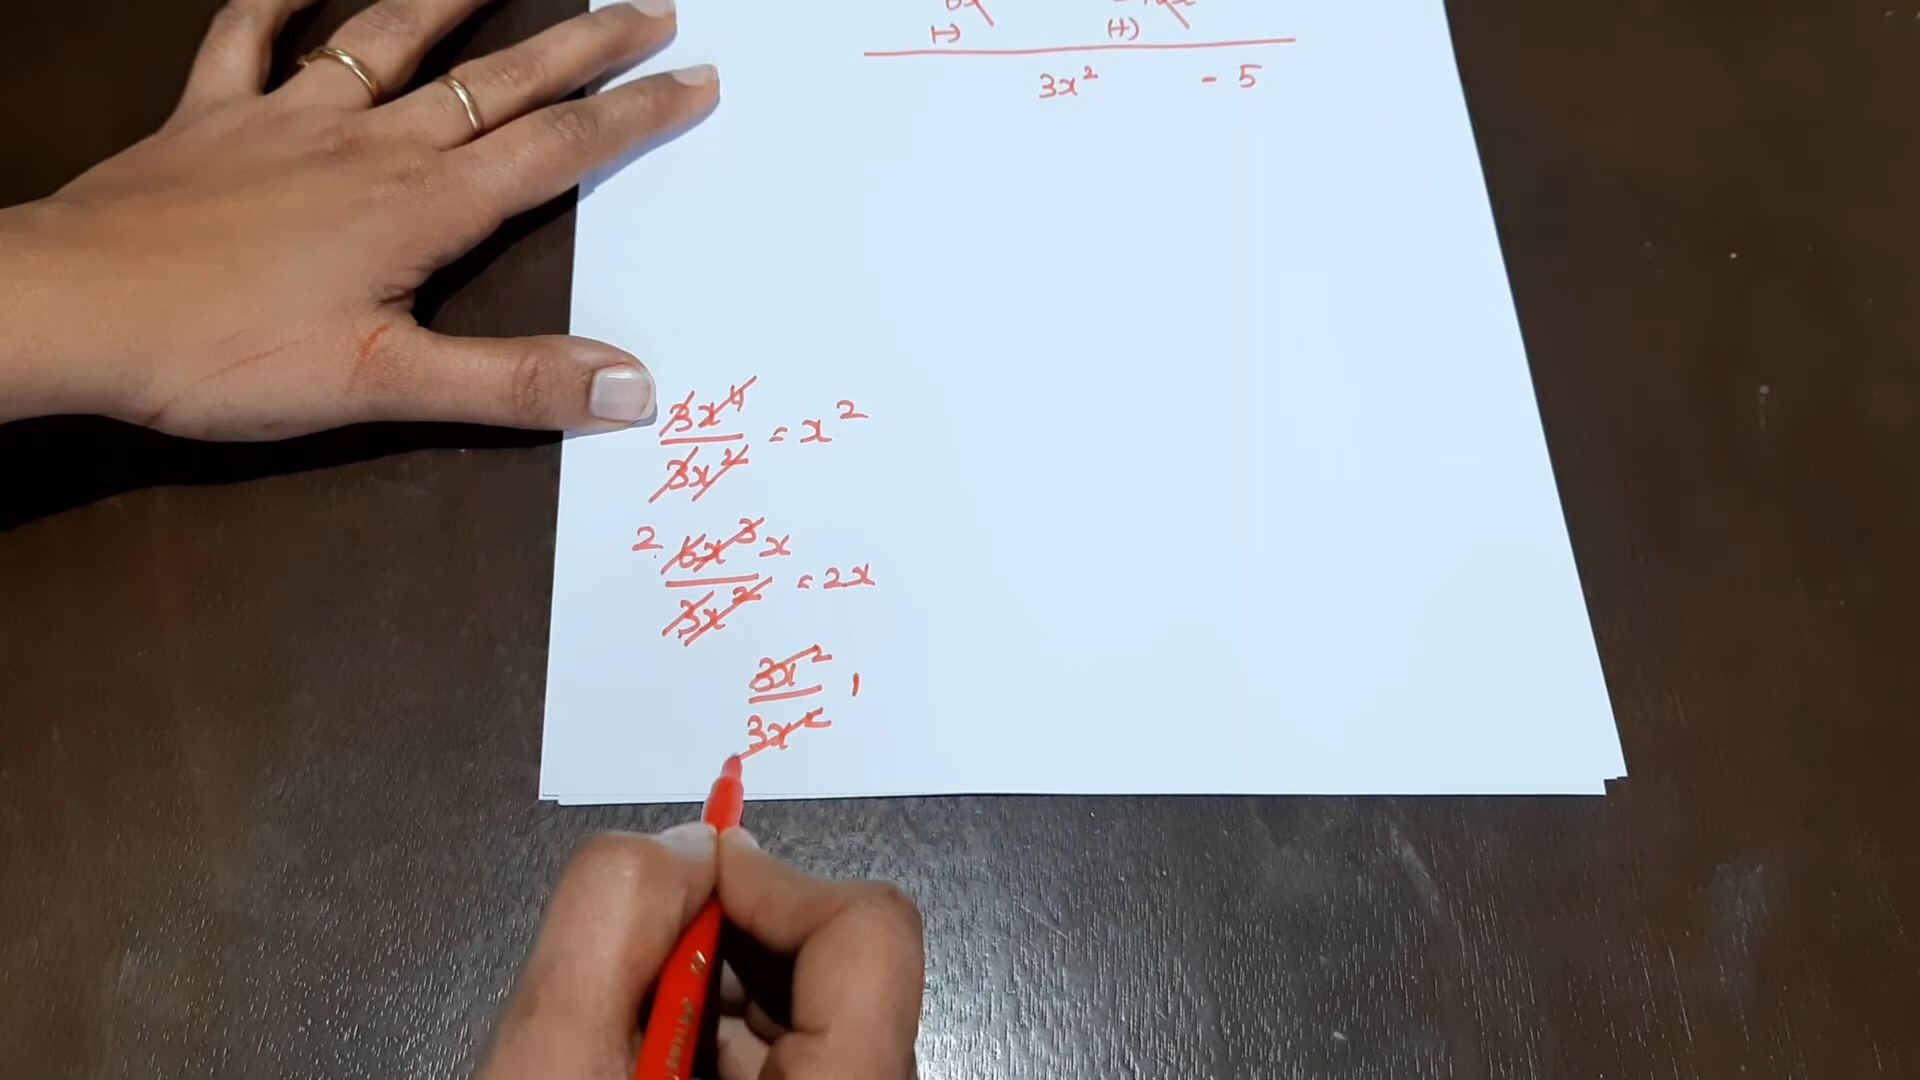 (-) (+)
3x² - 5
3x⁴
3x² = x²
2 6x³ x
3x² = 2x
3x² 1
3x²